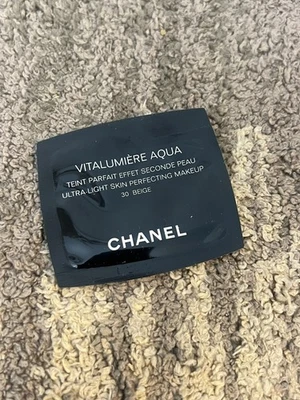 VITALUMIÈRE AQUA
TEINT PARFAIT EFFET SECONDE PEAU
ULTRA-LIGHT SKIN PERFECTING MAKEUP
30 BEIGE
CHANEL